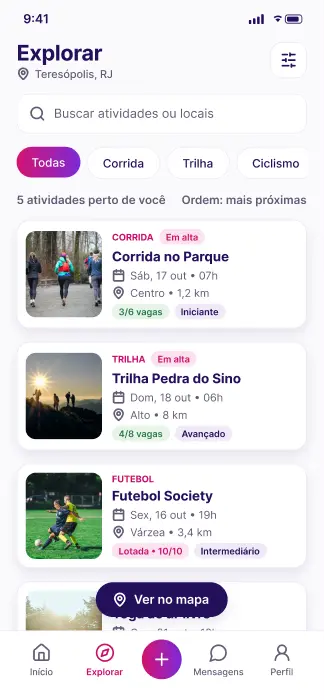 9:41
Explorar
Teresópolis, RJ
Buscar atividades ou locais
Todas
Corrida
Trilha
Ciclismo
5 atividades perto de você
Ordem: mais próximas
CORRIDA
Em alta
Corrida no Parque
Sáb, 17 out • 07h
Centro • 1,2 km
3/6 vagas
Iniciante
TRILHA
Em alta
Trilha Pedra do Sino
Dom, 18 out • 06h
Alto • 8 km
4/8 vagas
Avançado
FUTEBOL
Futebol Society
Sex, 16 out • 19h
Várzea • 3,4 km
Lotada • 10/10
Intermediário
Ver no mapa
Início
Explorar
Mensagens
Perfil